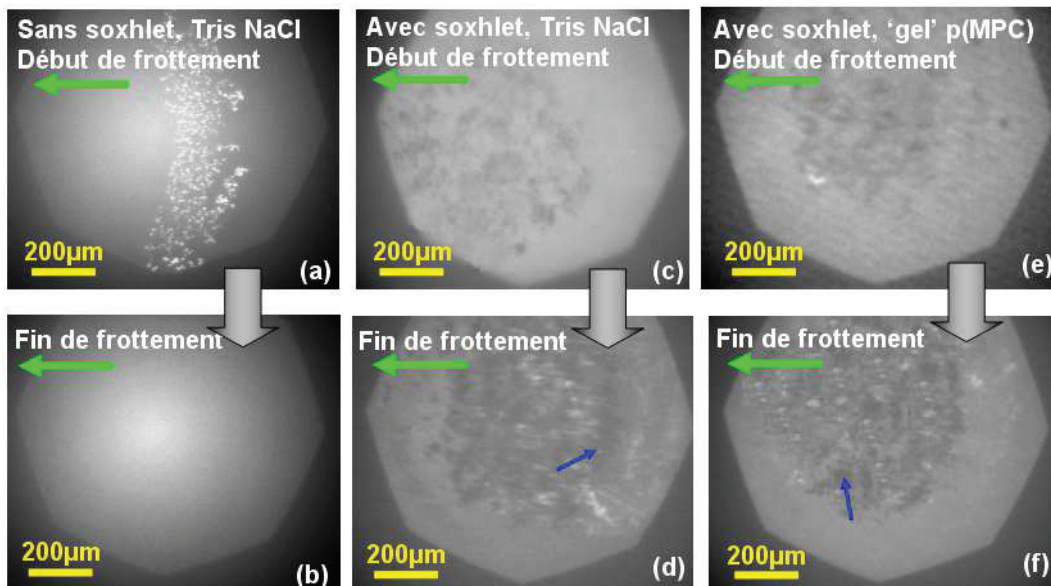 Sans soxhlet, Tris NaCl
Début de frottement
200µm
(a)
Avec soxhlet, Tris NaCl
Début de frottement
200µm
(c)
Avec soxhlet, ‘gel’ p(MPC)
Début de frottement
200µm
(e)
Fin de frottement
200µm
(b)
Fin de frottement
200µm
(d)
Fin de frottement
200µm
(f)